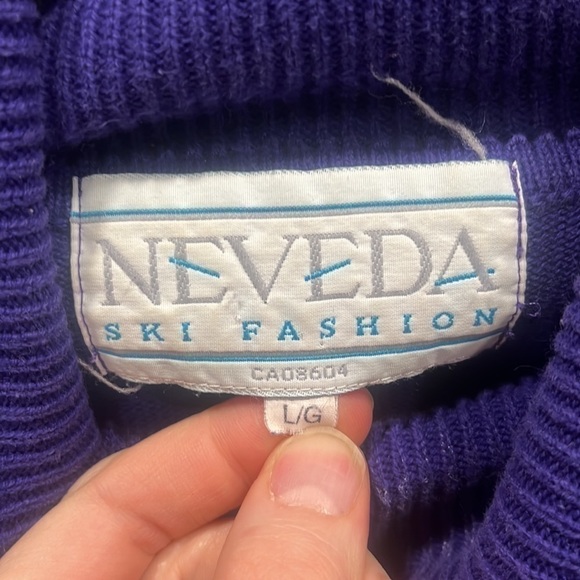 NEVEDA
SKI FASHION
CA08604
L/G